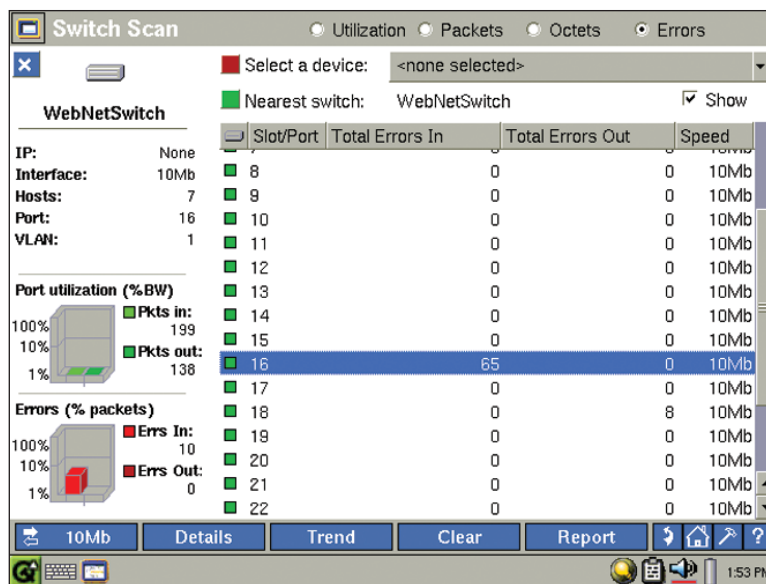 Switch Scan
Utilization Packets Octets Errors
Select a device: <none selected>
Nearest switch: WebNetSwitch Show
WebNetSwitch
IP: None
Interface: 10Mb
Hosts: 7
Port: 16
VLAN: 1
Port utilization (%BW)
100%
10%
1%
Pkts in:
199
Pkts out:
138
Errors (% packets)
100%
10%
1%
Errs In:
10
Errs Out:
0
Slot/Port Total Errors In Total Errors Out Speed
8 0 0 10Mb
9 0 0 10Mb
10 0 0 10Mb
11 0 0 10Mb
12 0 0 10Mb
13 0 0 10Mb
14 0 0 10Mb
15 0 0 10Mb
16 65 0 10Mb
17 0 0 10Mb
18 0 8 10Mb
19 0 0 10Mb
20 0 0 10Mb
21 0 0 10Mb
22 0 0 10Mb
10Mb Details Trend Clear Report ?
1:53 PM